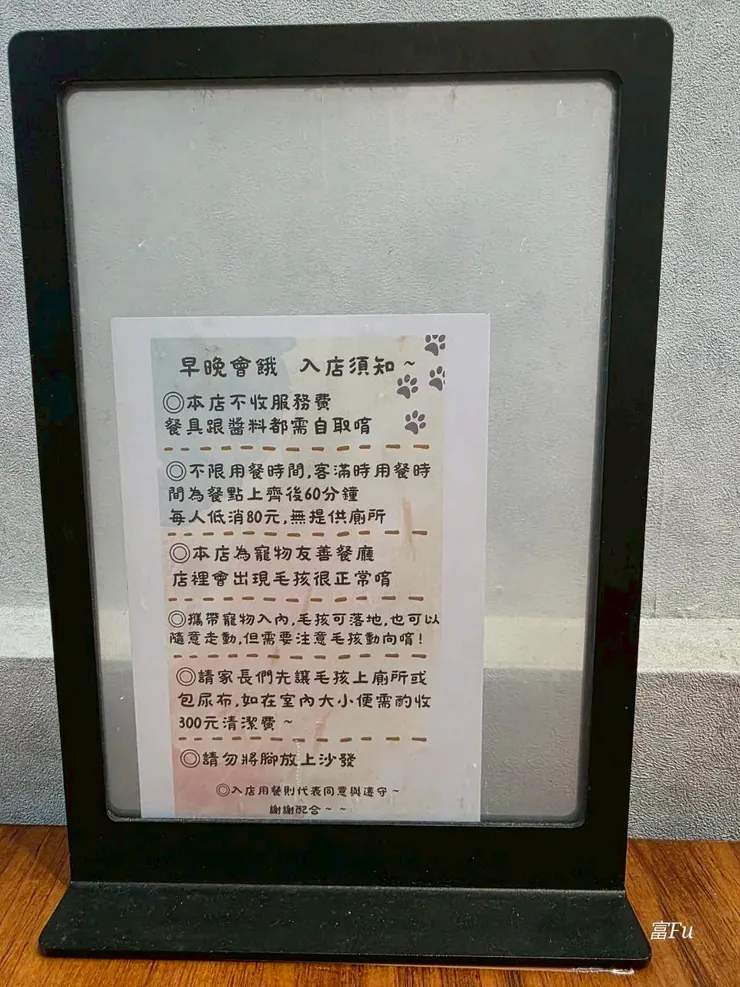 早晚會餓 入店須知～
◎本店不收服務費
餐具跟醬料都需自取唷
◎不限用餐時間,客滿時用餐時
間為餐點上齊後60分鐘
每人低消80元,無提供廁所
◎本店為寵物友善餐廳
店裡會出現毛孩很正常唷
◎攜帶寵物入內,毛孩可落地,也可以
隨意走動,但需要注意毛孩動向唷!
◎請家長們先讓毛孩上廁所或
包尿布,如在室內大小便需酌收
300元清潔費～
◎請勿將腳放上沙發
◎入店用餐則代表同意與遵守～
謝謝配合～～
富Fu